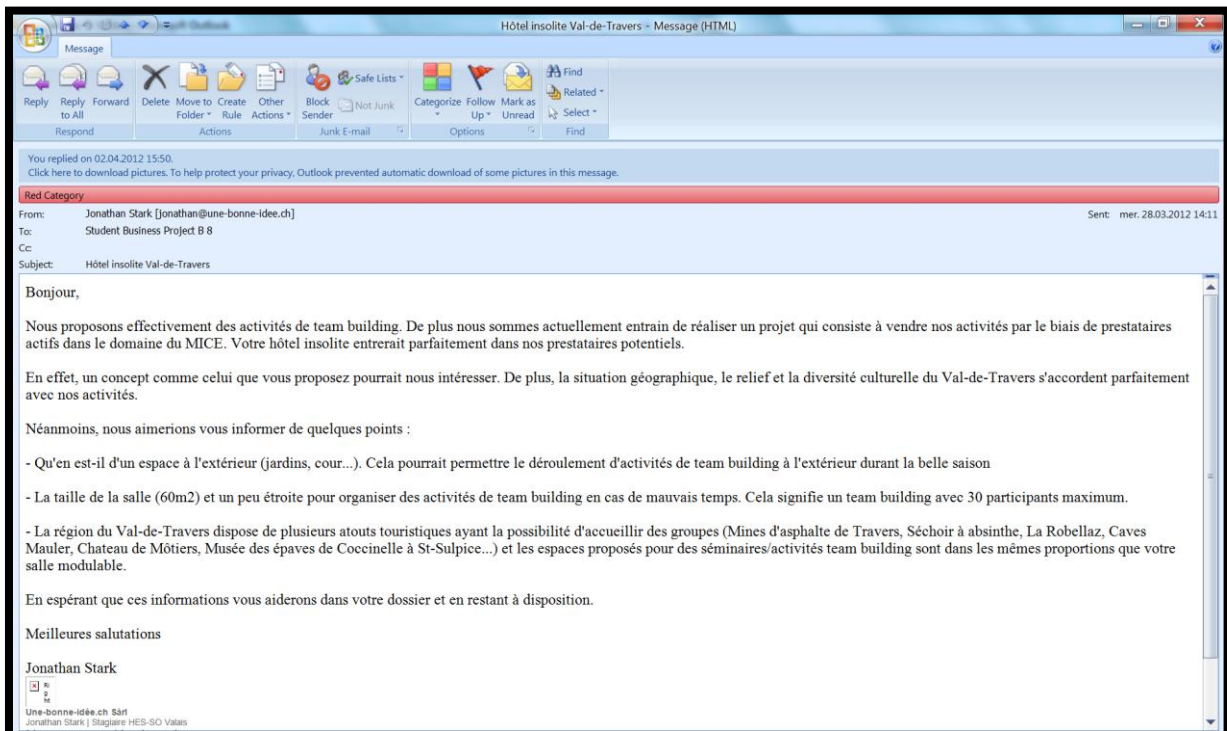 Hôtel insolite Val-de-Travers - Message (HTML)
Message
Reply Reply to All Forward
Respond
Delete Move to Folder Create Rule Other Actions
Actions
Block Sender Safe Lists Not Junk
Junk E-mail
Categorize Follow Up Mark as Unread
Options
Find Related Select
Find
You replied on 02.04.2012 15:50.
Click here to download pictures. To help protect your privacy, Outlook prevented automatic download of some pictures in this message.
Red Category
From: Jonathan Stark [jonathan@une-bonne-idee.ch] Sent: mer. 28.03.2012 14:11
To: Student Business Project B 8
Cc:
Subject: Hôtel insolite Val-de-Travers
Bonjour,
Nous proposons effectivement des activités de team building. De plus nous sommes actuellement entrain de réaliser un projet qui consiste à vendre nos activités par le biais de prestataires
actifs dans le domaine du MICE. Votre hôtel insolite entrerait parfaitement dans nos prestataires potentiels.
En effet, un concept comme celui que vous proposez pourrait nous intéresser. De plus, la situation géographique, le relief et la diversité culturelle du Val-de-Travers s'accordent parfaitement
avec nos activités.
Néanmoins, nous aimerions vous informer de quelques points :
- Qu'en est-il d'un espace à l'extérieur (jardins, cour...). Cela pourrait permettre le déroulement d'activités de team building à l'extérieur durant la belle saison
- La taille de la salle (60m2) et un peu étroite pour organiser des activités de team building en cas de mauvais temps. Cela signifie un team building avec 30 participants maximum.
- La région du Val-de-Travers dispose de plusieurs atouts touristiques ayant la possibilité d'accueillir des groupes (Mines d'asphalte de Travers, Séchoir à absinthe, La Robellaz, Caves
Mauler, Chateau de Môtiers, Musée des épaves de Coccinelle à St-Sulpice...) et les espaces proposés pour des séminaires/activités team building sont dans les mêmes proportions que votre
salle modulable.
En espérant que ces informations vous aiderons dans votre dossier et en restant à disposition.
Meilleures salutations
Jonathan Stark
Une-bonne-idée.ch Sàrl
Jonathan Stark | Stagiaire HES-SO Valais